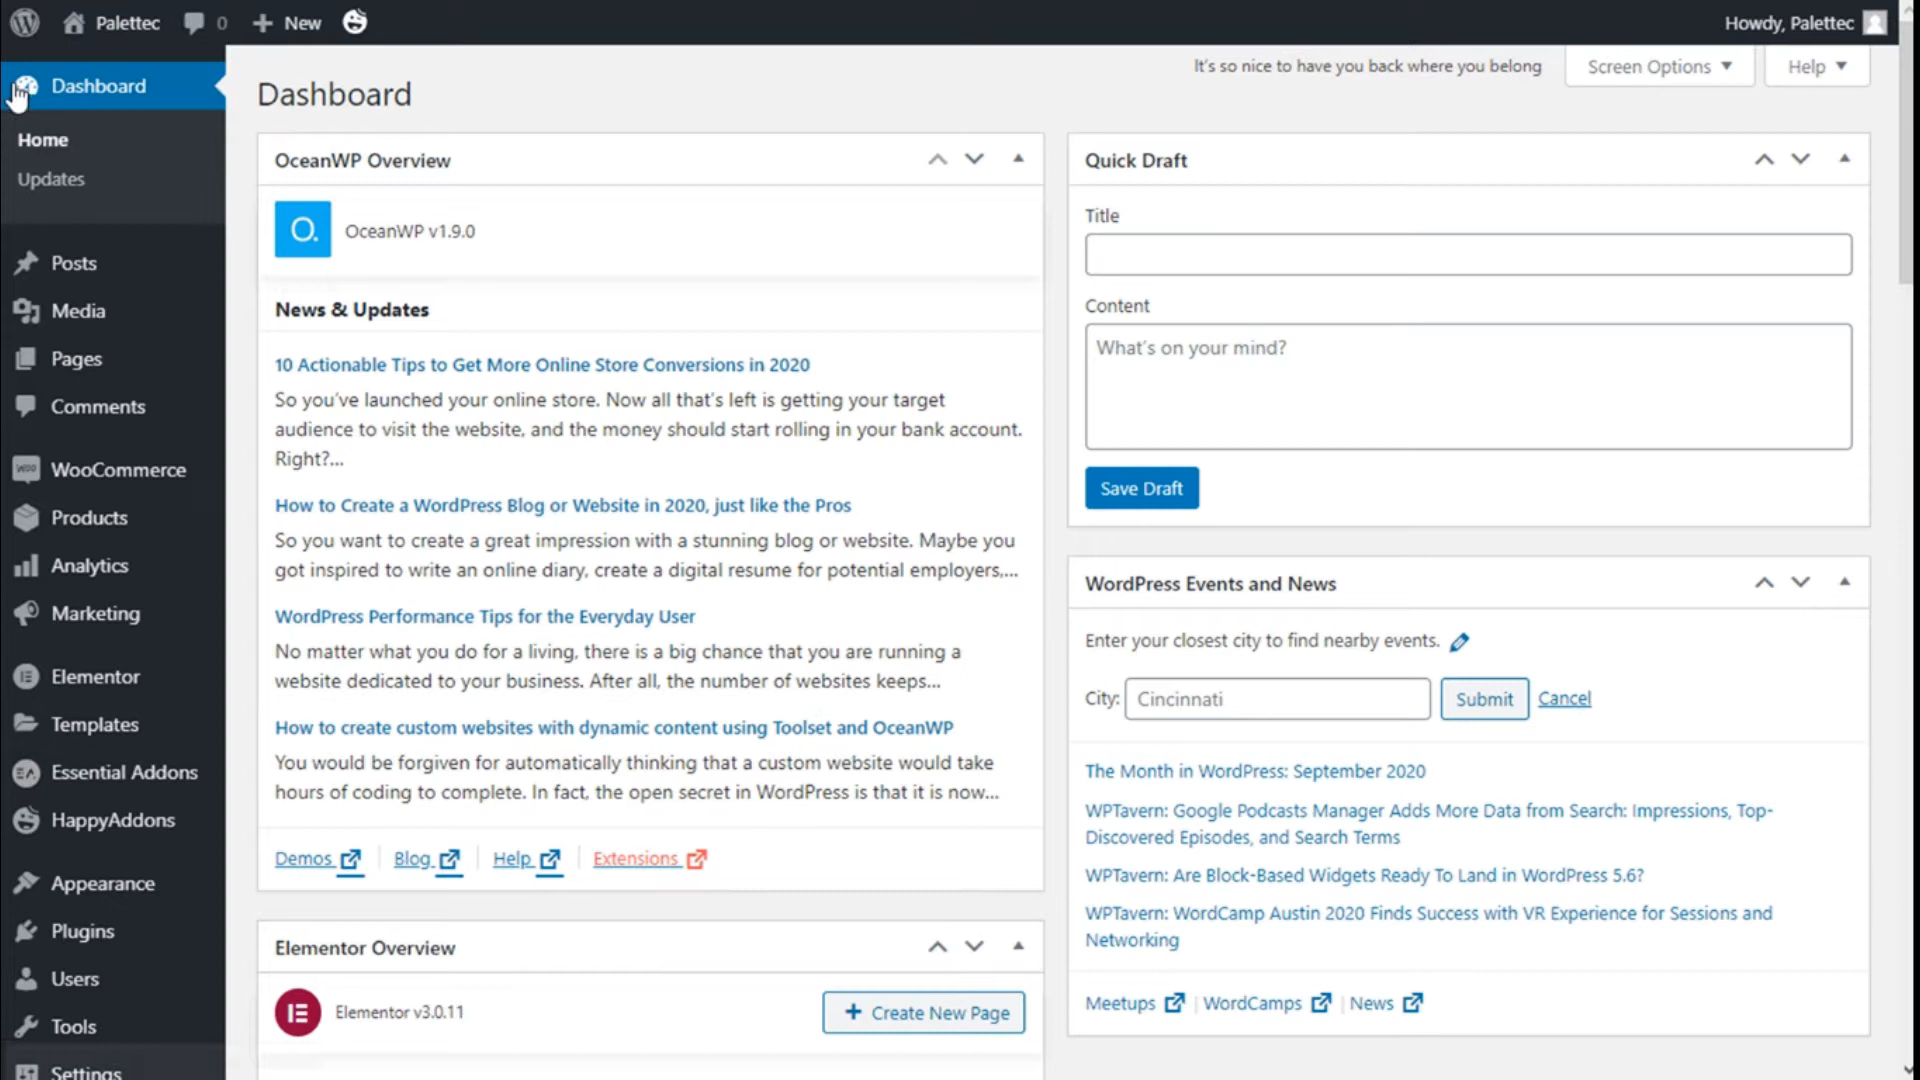 Palettec
0
New
Howdy, Palettec
Dashboard
Home
Updates
Posts
Media
Pages
Comments
WooCommerce
Products
Analytics
Marketing
Elementor
Templates
Essential Addons
HappyAddons
Appearance
Plugins
Users
Tools
Settings
It's so nice to have you back where you belong
Screen Options
Help
Dashboard
OceanWP Overview
O.
OceanWP v1.9.0
News & Updates
10 Actionable Tips to Get More Online Store Conversions in 2020
So you've launched your online store. Now all that's left is getting your target
audience to visit the website, and the money should start rolling in your bank account.
Right?...
How to Create a WordPress Blog or Website in 2020, just like the Pros
So you want to create a great impression with a stunning blog or website. Maybe you
got inspired to write an online diary, create a digital resume for potential employers,...
WordPress Performance Tips for the Everyday User
No matter what you do for a living, there is a big chance that you are running a
website dedicated to your business. After all, the number of websites keeps...
How to create custom websites with dynamic content using Toolset and OceanWP
You would be forgiven for automatically thinking that a custom website would take
hours of coding to complete. In fact, the open secret in WordPress is that it is now...
Demos
Blog
Help
Extensions
Elementor Overview
Elementor v3.0.11
Create New Page
Quick Draft
Title
Content
What's on your mind?
Save Draft
WordPress Events and News
Enter your closest city to find nearby events.
City: Cincinnati Submit Cancel
The Month in WordPress: September 2020
WPTavern: Google Podcasts Manager Adds More Data from Search: Impressions, Top-
Discovered Episodes, and Search Terms
WPTavern: Are Block-Based Widgets Ready To Land in WordPress 5.6?
WPTavern: WordCamp Austin 2020 Finds Success with VR Experience for Sessions and
Networking
Meetups | WordCamps | News